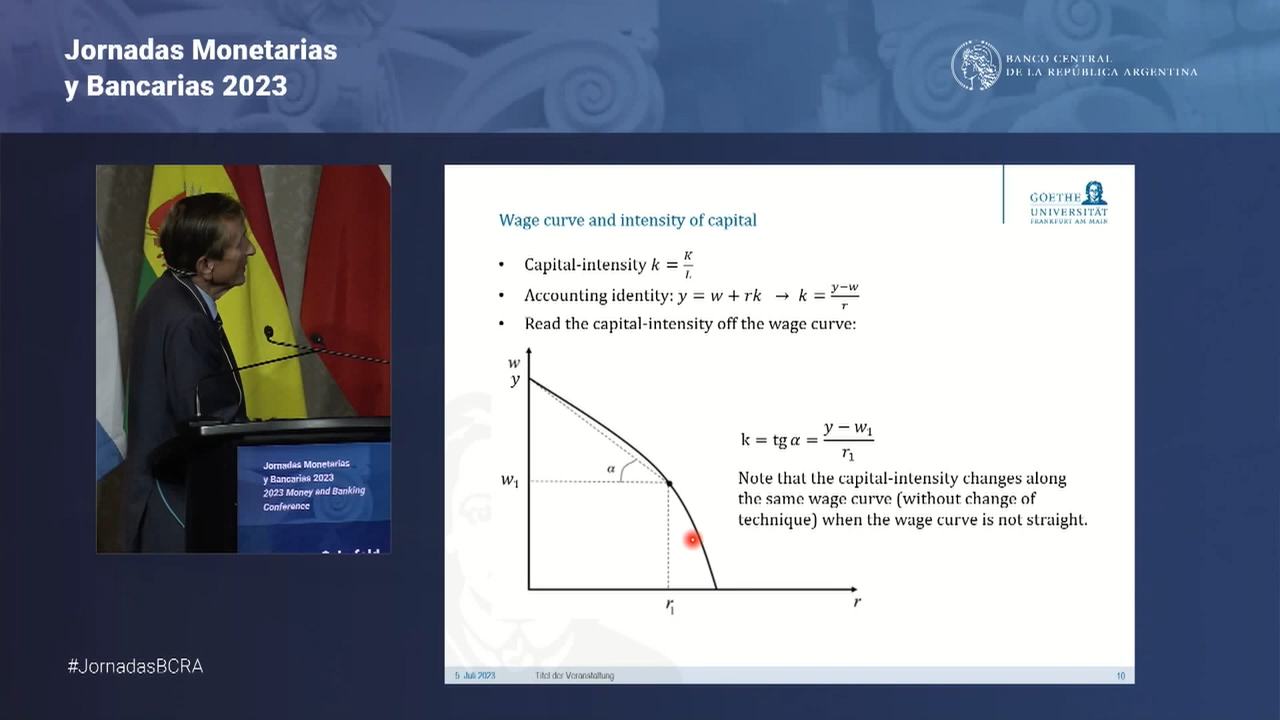 Jornadas Monetarias
y Bancarias 2023
BANCO CENTRAL
DE LA REPÚBLICA ARGENTINA
GOETHE
UNIVERSITÄT
FRANKFURT AM MAIN
Wage curve and intensity of capital
• Capital-intensity k = K/L
• Accounting identity: y = w + rk → k = y−w/r
• Read the capital-intensity off the wage curve:
w
y
α
w₁
r₁
r
k = tg α = y − w₁/r₁
Note that the capital-intensity changes along
the same wage curve (without change of
technique) when the wage curve is not straight.
Jornadas Monetarias
y Bancarias 2023
2023 Money and Banking
Conference
#JornadasBCRA
5. Juli 2023
Titel der Veranstaltung
10